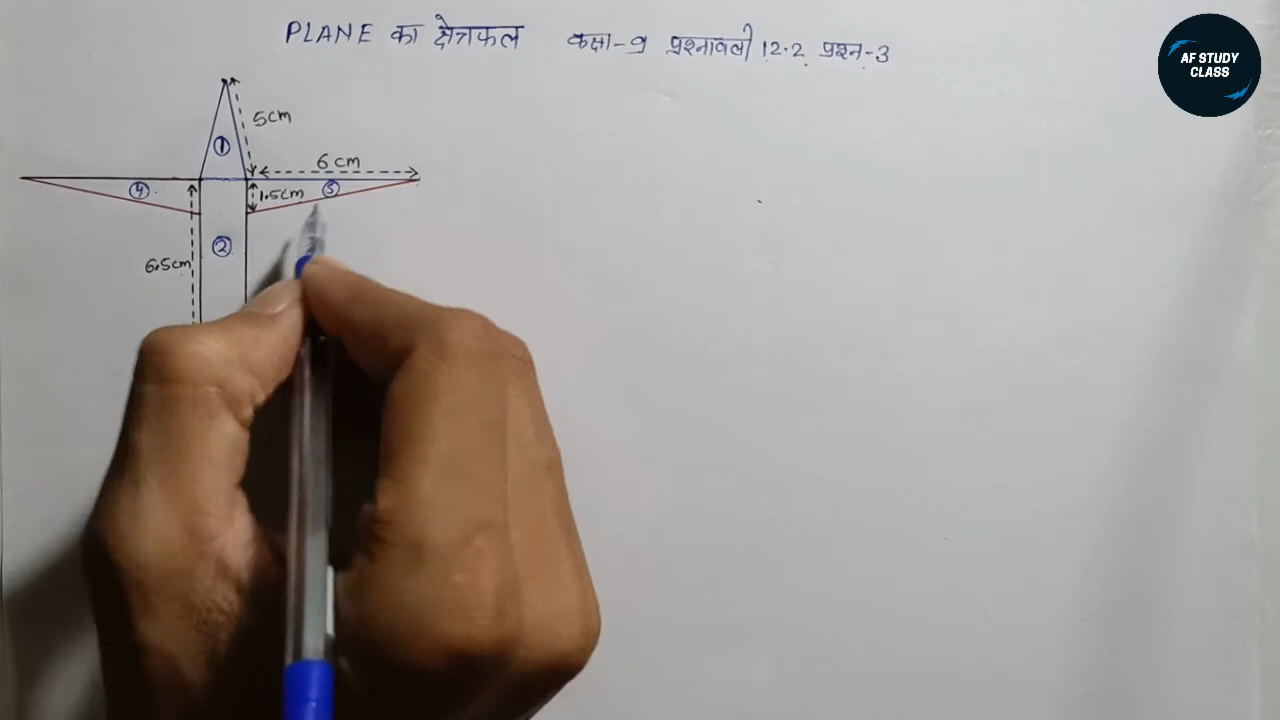 PLANE का क्षेत्रफल कक्षा-9 प्रश्नावली 12.2 प्रश्न-3
AF STUDY
CLASS
5cm
①
6 cm
④
1.5cm
⑤
②
6.5cm